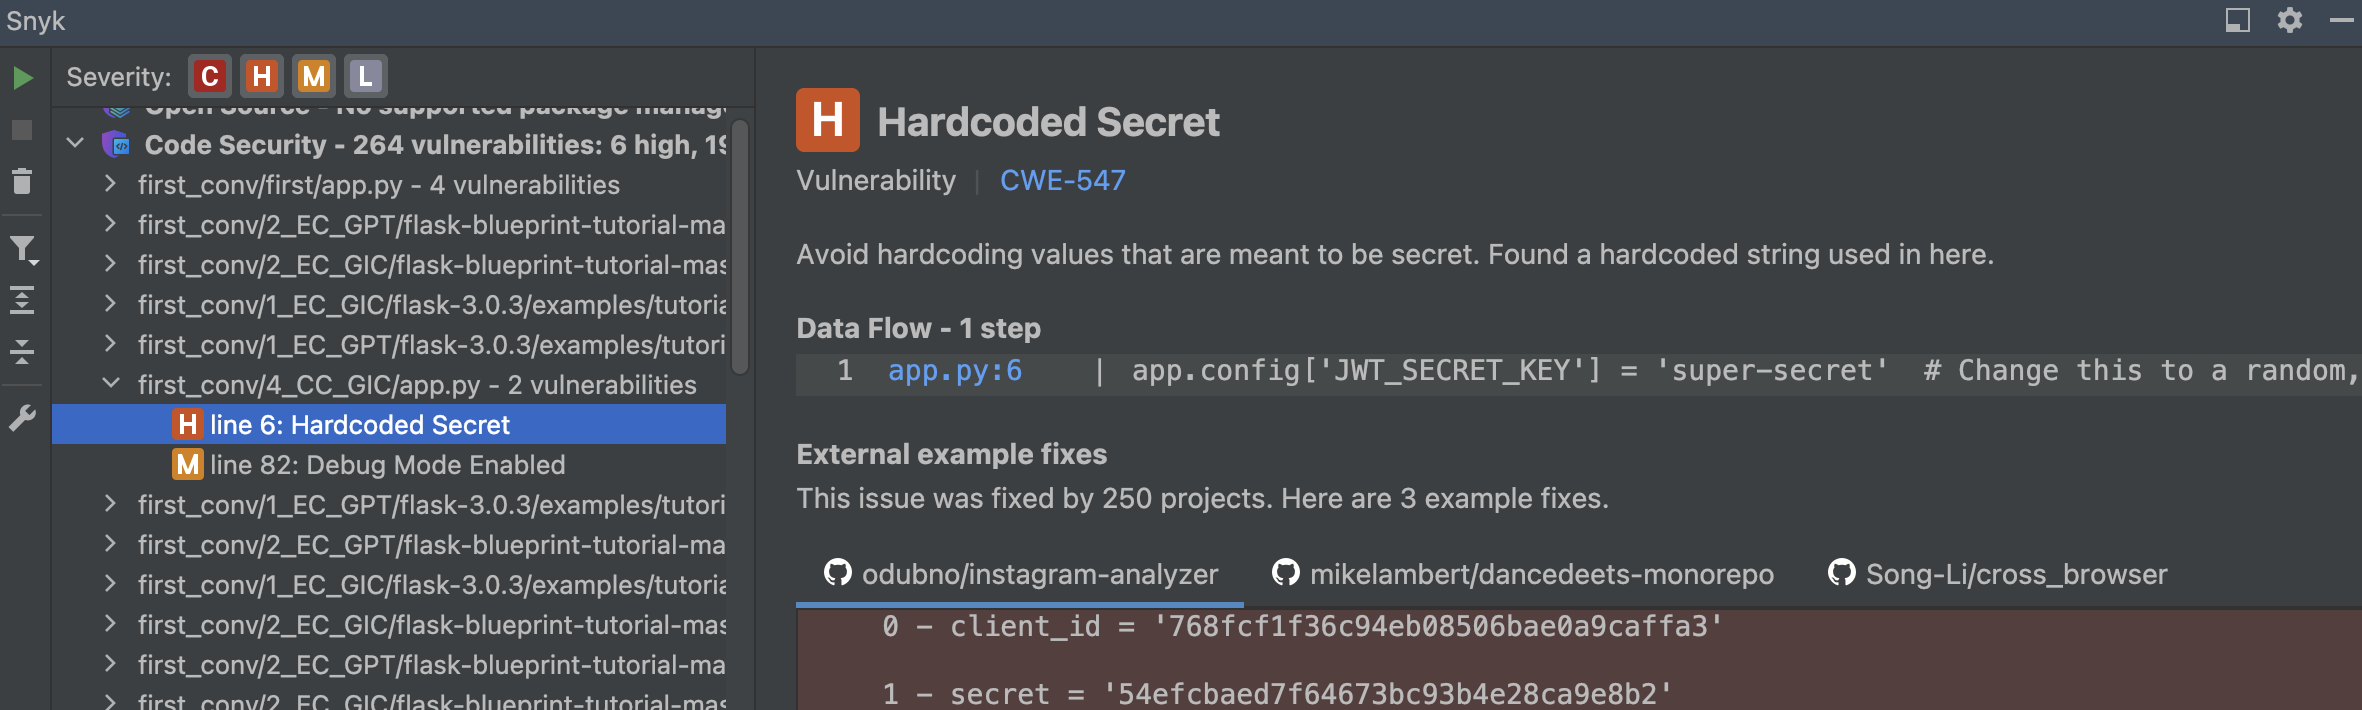 Snyk
Severity: C H M L
Open Source - No supported package manag
Code Security - 264 vulnerabilities: 6 high, 19
first_conv/first/app.py - 4 vulnerabilities
first_conv/2_EC_GPT/flask-blueprint-tutorial-ma
first_conv/2_EC_GIC/flask-blueprint-tutorial-mas
first_conv/1_EC_GIC/flask-3.0.3/examples/tutoria
first_conv/1_EC_GPT/flask-3.0.3/examples/tutori
first_conv/4_CC_GIC/app.py - 2 vulnerabilities
H line 6: Hardcoded Secret
M line 82: Debug Mode Enabled
first_conv/1_EC_GPT/flask-3.0.3/examples/tutori
first_conv/2_EC_GPT/flask-blueprint-tutorial-ma
first_conv/1_EC_GIC/flask-3.0.3/examples/tutoria
first_conv/2_EC_GIC/flask-blueprint-tutorial-mas
first_conv/2_EC_GPT/flask-blueprint-tutorial-ma
first_conv/2_EC_GIC/flask-blueprint-tutorial-mas
H Hardcoded Secret
Vulnerability | CWE-547
Avoid hardcoding values that are meant to be secret. Found a hardcoded string used in here.
Data Flow - 1 step
1 app.py:6 | app.config['JWT_SECRET_KEY'] = 'super-secret' # Change this to a random,
External example fixes
This issue was fixed by 250 projects. Here are 3 example fixes.
odubno/instagram-analyzer mikelambert/dancedeets-monorepo Song-Li/cross_browser
0 - client_id = '768fcf1f36c94eb08506bae0a9caffa3'
1 - secret = '54efcbaed7f64673bc93b4e28ca9e8b2'